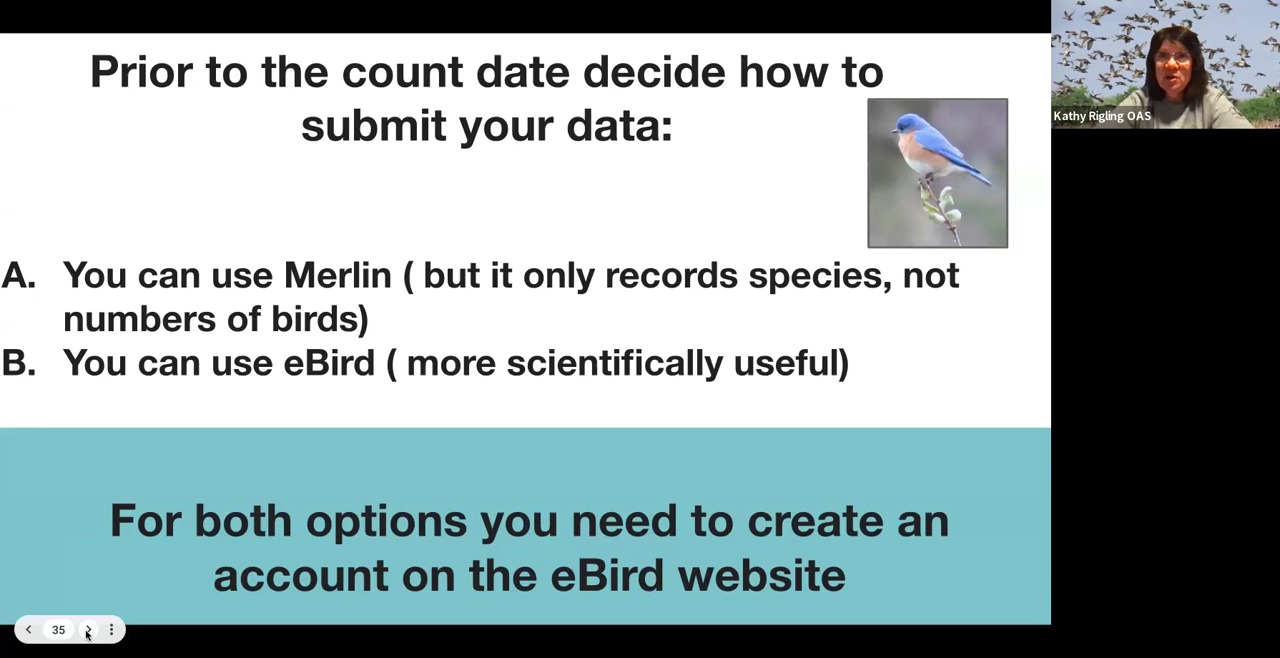 Prior to the count date decide how to
submit your data:
Kathy Rigling OAS
A. You can use Merlin ( but it only records species, not
numbers of birds)
B. You can use eBird ( more scientifically useful)
For both options you need to create an
account on the eBird website
35